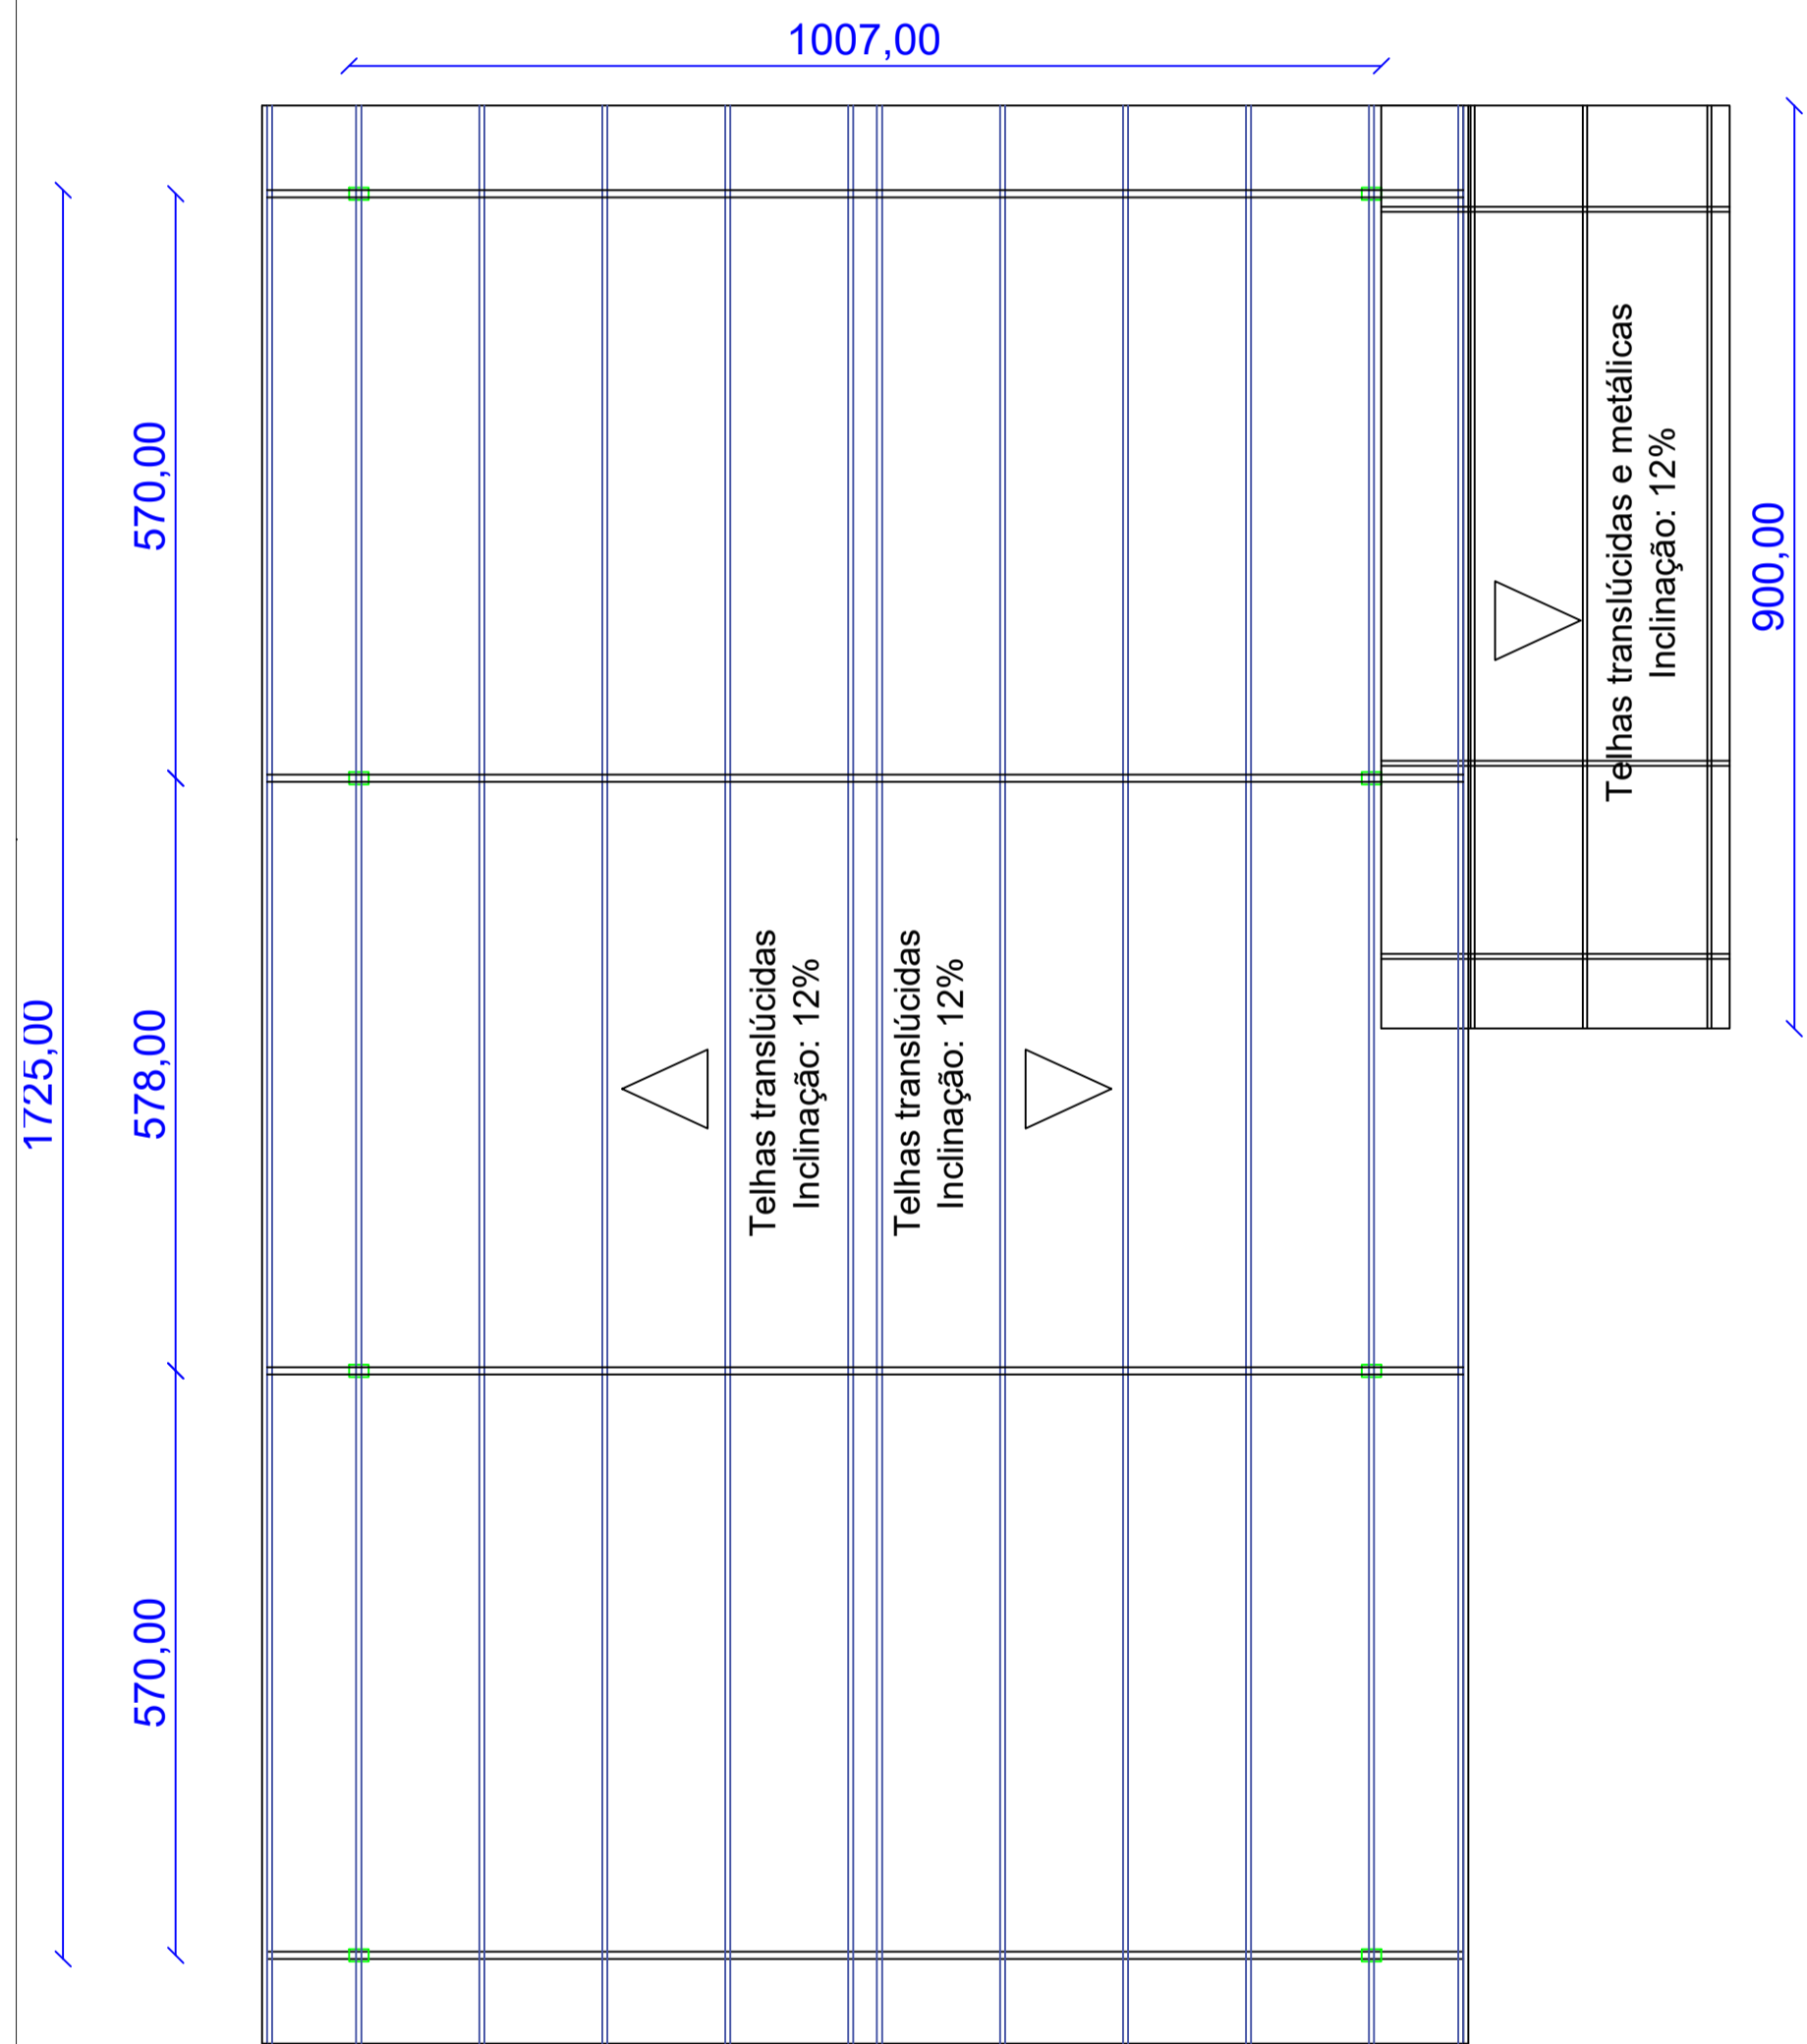 1007,00
1725,00
570,00
578,00
570,00
Telhas translúcidas
Inclinação: 12%
Telhas translúcidas
Inclinação: 12%
Telhas translúcidas e metálicas
Inclinação: 12%
900,00